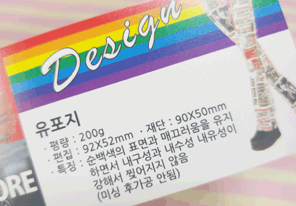 Design
유포지
· 평량 : 200g
· 편집 : 92X52mm · 재단 : 90X50mm
· 특징 : 순백색의 표면과 매끄러움을 유지
하면서 내구성과 내수성 내유성이
강해서 찢어지지 않음
(미싱 후가공 안됨)
ORE